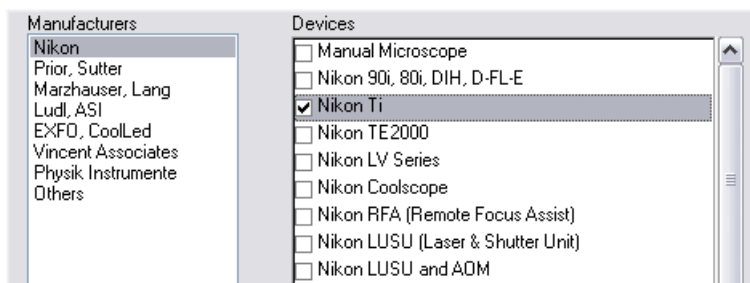 Manufacturers
Nikon
Prior, Sutter
Marzhauser, Lang
Ludl, ASI
EXFO, CoolLed
Vincent Associates
Physik Instrumente
Others
Devices
Manual Microscope
Nikon 90i, 80i, DIH, D-FL-E
Nikon Ti
Nikon TE2000
Nikon LV Series
Nikon Coolscope
Nikon RFA (Remote Focus Assist)
Nikon LUSU (Laser & Shutter Unit)
Nikon LUSU and AOM